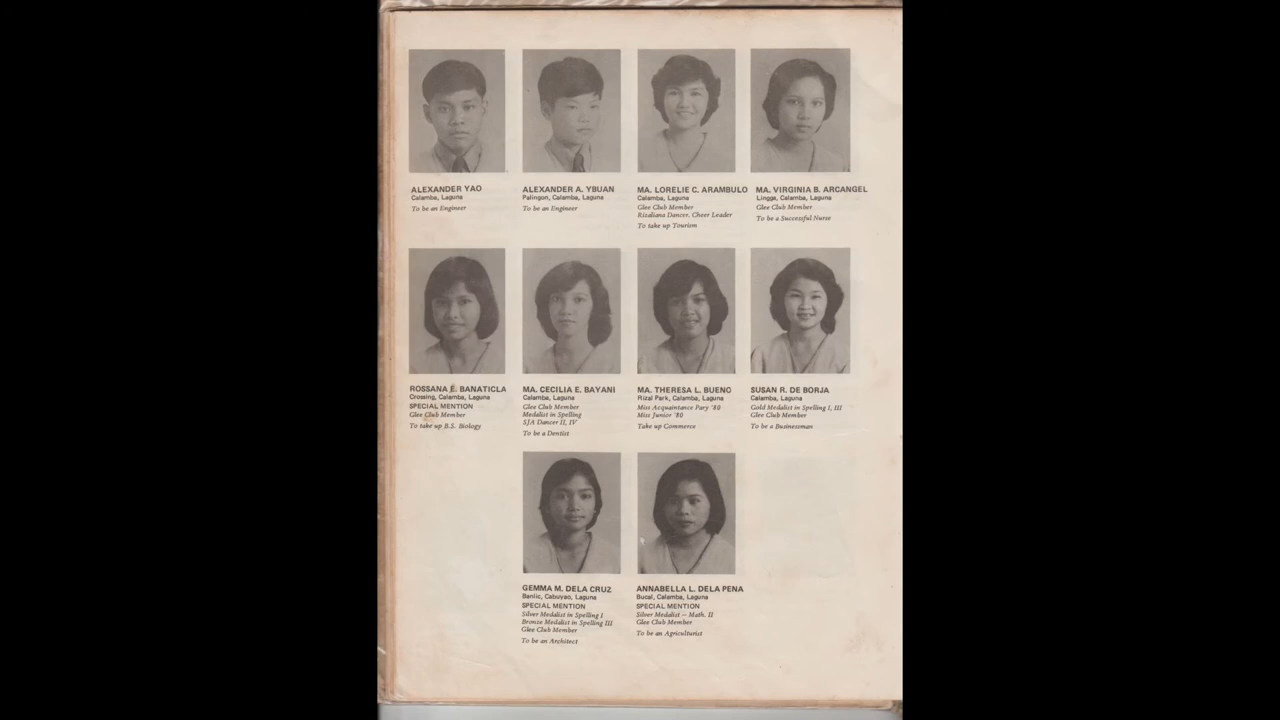 ALEXANDER YAO
Calamba, Laguna
To be an Engineer
ALEXANDER A. YBUAN
Palingon, Calamba, Laguna
To be an Engineer
MA. LORELIE C. ARAMBULO
Calamba, Laguna
Glee Club Member
Rizaliana Dancer. Cheer Leader
To take up Tourism
MA. VIRGINIA B. ARCANGEL
Lingga, Calamba, Laguna
Glee Club Member
To be a Successful Nurse
ROSSANA E. BANATICLA
Crossing, Calamba, Laguna
SPECIAL MENTION
Glee Club Member
To take up B.S. Biology
MA. CECILIA E. BAYANI
Calamba, Laguna
Glee Club Member
Medalist in Spelling
SJA Dancer II, IV
To be a Dentist
MA. THERESA L. BUENO
Rizal Park, Calamba, Laguna
Miss Acquaintance Pary '80
Miss Junior '80
Take up Commerce
SUSAN R. DE BORJA
Calamba, Laguna
Gold Medalist in Spelling I, III
Glee Club Member
To be a Businessman
GEMMA M. DELA CRUZ
Banlic, Cabuyao, Laguna
SPECIAL MENTION
Silver Medalist in Spelling I
Bronze Medalist in Spelling III
Glee Club Member
To be an Architect
ANNABELLA L. DELA PENA
Bucal, Calamba, Laguna
SPECIAL MENTION
Silver Medalist — Math. II
Glee Club Member
To be an Agriculturist